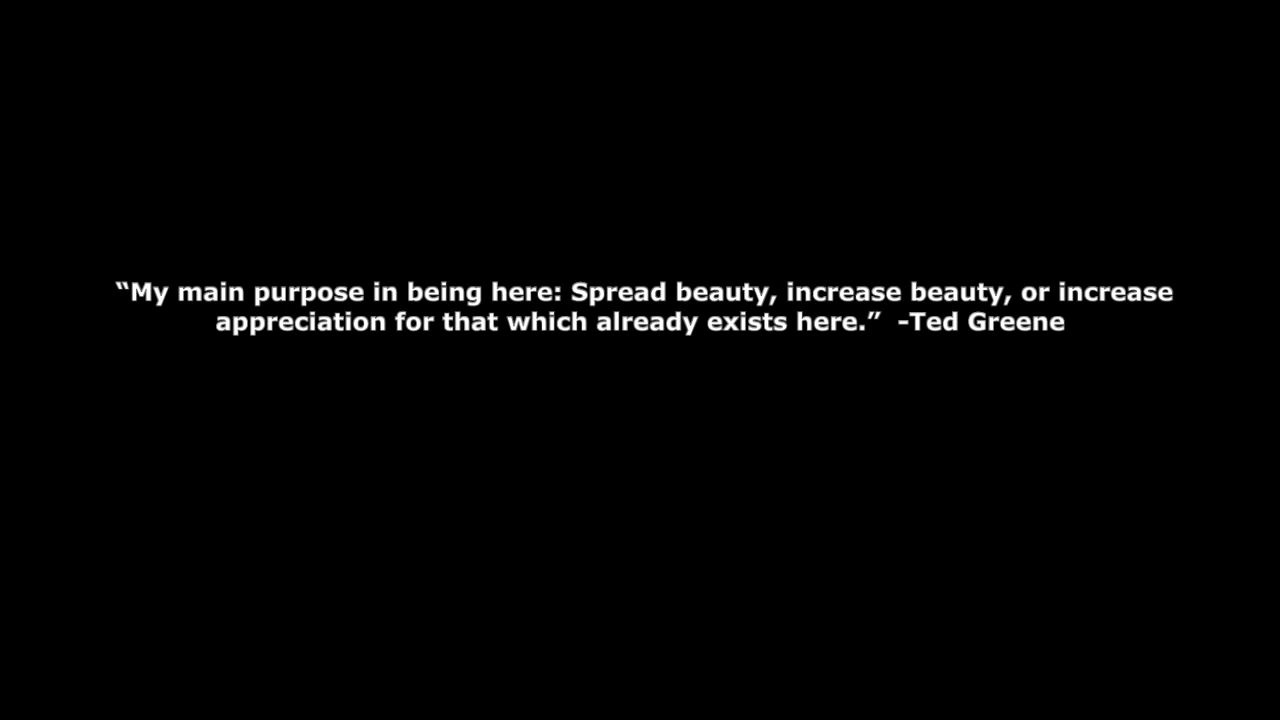 “My main purpose in being here: Spread beauty, increase beauty, or increase
appreciation for that which already exists here.”  -Ted Greene